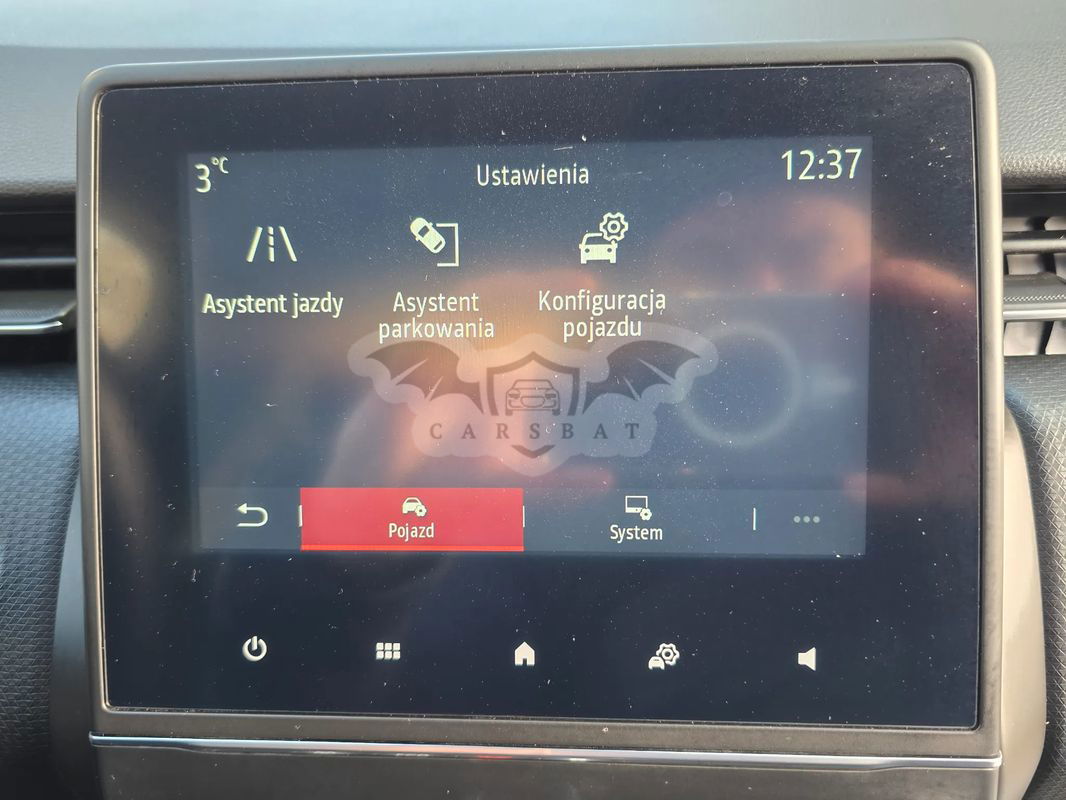 3°C
Ustawienia
12:37
Asystent jazdy
Asystent
parkowania
Konfiguracja
pojazdu
CARSBAT
Pojazd
System